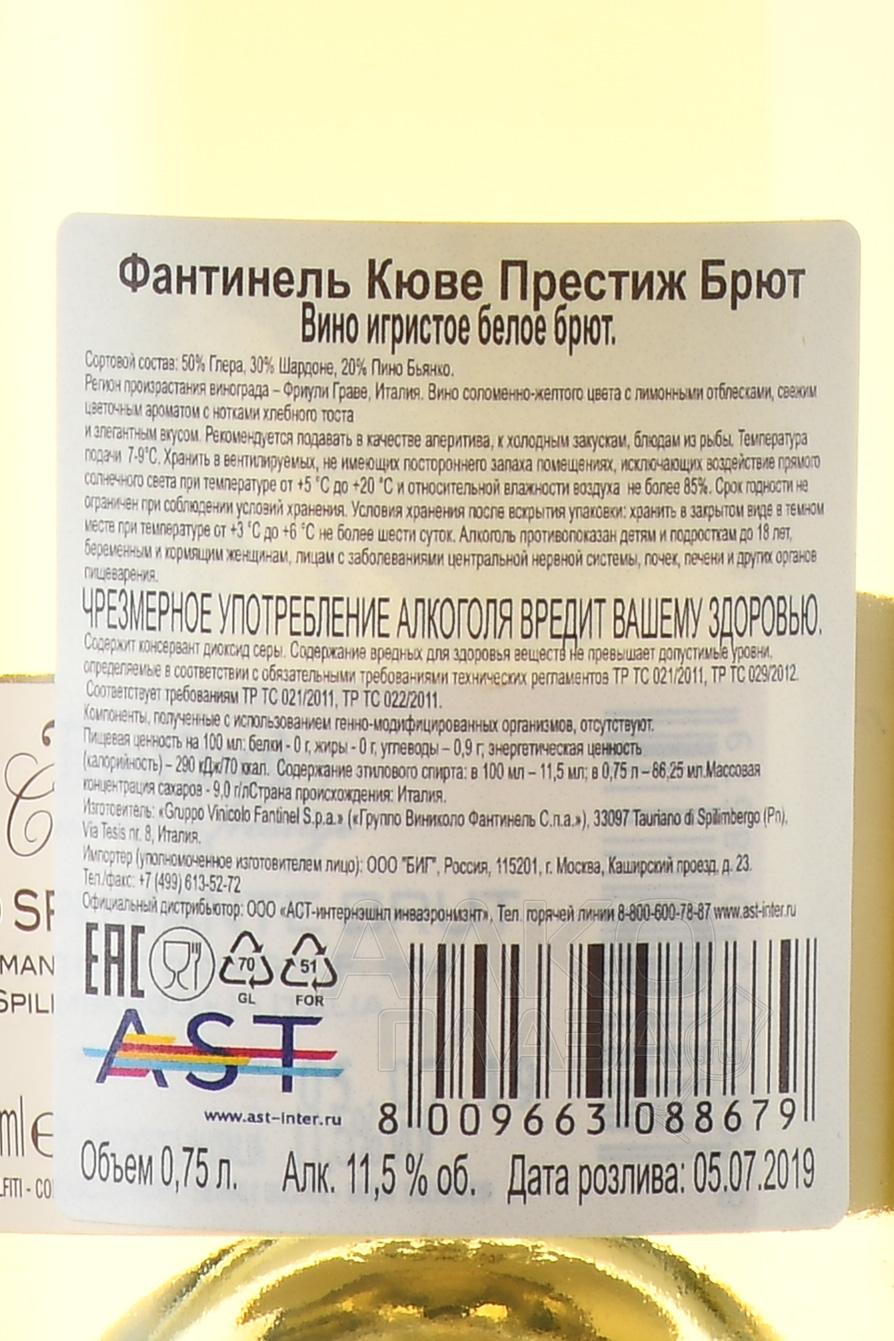 Фантинель Кюве Престиж Брют
Вино игристое белое брют.
Сортовой состав: 50% Глера, 30% Шардоне, 20% Пино Бьянко.
Регион произрастания винограда – Фриули Граве, Италия. Вино соломенно-желтого цвета с лимонными отблесками, свежим
цветочным ароматом с нотками хлебного тоста
и элегантным вкусом. Рекомендуется подавать в качестве аперитива, к холодным закускам, блюдам из рыбы. Температура
подачи 7-9°C. Хранить в вентилируемых, не имеющих постороннего запаха помещениях, исключающих воздействие прямого
солнечного света при температуре от +5 °C до +20 °C и относительной влажности воздуха не более 85%. Срок годности не
ограничен при соблюдении условий хранения. Условия хранения после вскрытия упаковки: хранить в закрытом виде в темном
месте при температуре от +3 °C до +6 °C не более шести суток. Алкоголь противопоказан детям и подросткам до 18 лет,
беременным и кормящим женщинам, лицам с заболеваниями центральной нервной системы, почек, печени и других органов
пищеварения.
ЧРЕЗМЕРНОЕ УПОТРЕБЛЕНИЕ АЛКОГОЛЯ ВРЕДИТ ВАШЕМУ ЗДОРОВЬЮ.
Содержит консервант диоксид серы. Содержание вредных для здоровья веществ не превышает допустимые уровни,
определяемые в соответствии с обязательными требованиями технических регламентов ТР ТС 021/2011, ТР ТС 029/2012.
Соответствует требованиям ТР ТС 021/2011, ТР ТС 022/2011.
Компоненты, полученные с использованием генно-модифицированных организмов, отсутствуют.
Пищевая ценность на 100 мл: белки - 0 г, жиры - 0 г, углеводы – 0,9 г; энергетическая ценность
(калорийность) – 290 кДж/70 ккал. Содержание этилового спирта: в 100 мл – 11,5 мл; в 0,75 л – 86,25 мл.Массовая
концентрация сахаров - 9,0 г/лСтрана происхождения: Италия.
Изготовитель: «Gruppo Vinicolo Fantinel S.p.a.» («Группо Виниколо Фантинель С.п.а.»), 33097 Tauriano di Spilimbergo (Pn),
Via Tesis nr. 8, Италия.
Импортер (уполномоченное изготовителем лицо): ООО "БИГ", Россия, 115201, г. Москва, Каширский проезд, д. 23.
Тел./факс: +7 (499) 613-52-72
Официальный дистрибьютор: ООО «АСТ-интернэшнл инваэронмэнт», Тел. горячей линии 8-800-600-78-87 www.ast-inter.ru
EAC 70 GL 51 FOR
AST
www.ast-inter.ru
8 009663 088679
Объем 0,75 л. Алк. 11,5 % об. Дата розлива: 05.07.2019
АЛКО
ПЛАВА